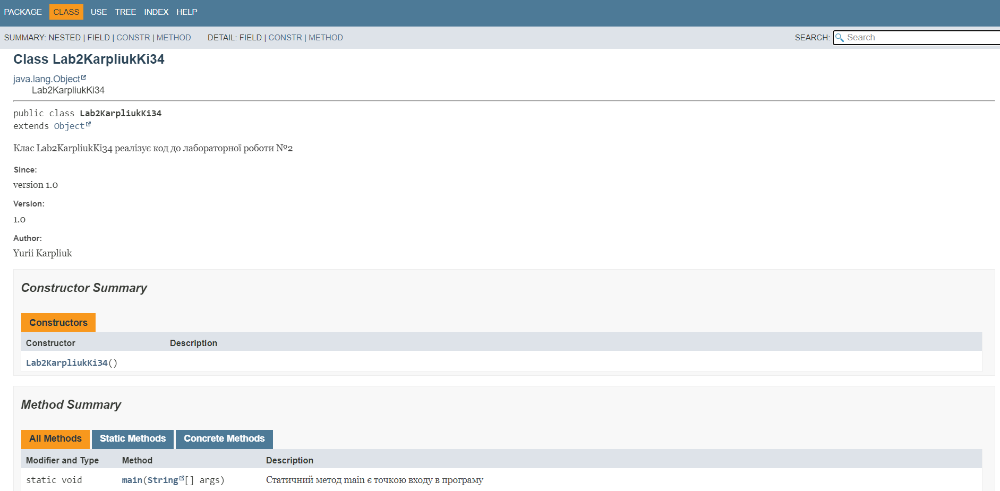 PACKAGE CLASS USE TREE INDEX HELP
SUMMARY: NESTED | FIELD | CONSTR | METHOD DETAIL: FIELD | CONSTR | METHOD SEARCH: Search
Class Lab2KarpliukKi34
java.lang.Object
Lab2KarpliukKi34
public class Lab2KarpliukKi34
extends Object
Клас Lab2KarpliukKi34 реалізує код до лабораторної роботи №2
Since:
version 1.0
Version:
1.0
Author:
Yurii Karpliuk
Constructor Summary
Constructors
Constructor Description
Lab2KarpliukKi34()
Method Summary
All Methods Static Methods Concrete Methods
Modifier and Type Method Description
static void main(String[] args) Статичний метод main є точкою входу в програму